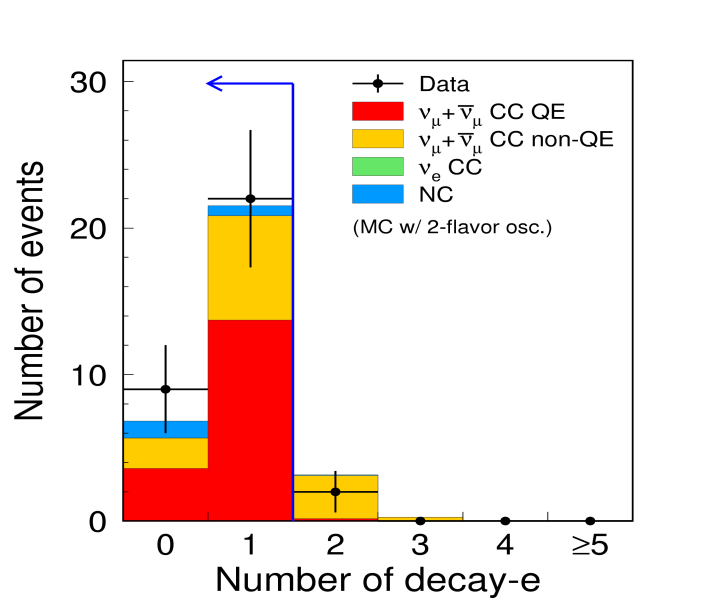 30
20
10
0
Number of events
Data
νμ+ν̅μ CC QE
νμ+ν̅μ CC non-QE
νe CC
NC
(MC w/ 2-flavor osc.)
0 1 2 3 4 ≥5
Number of decay-e